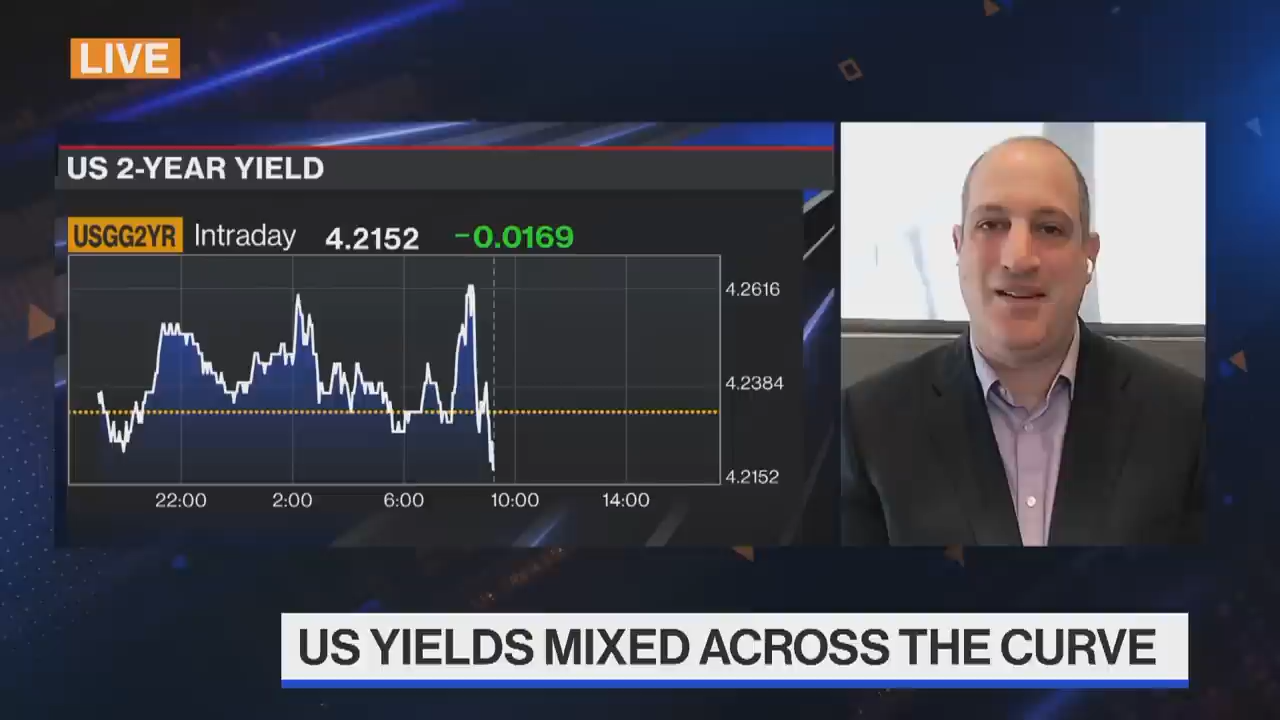 LIVE
US 2-YEAR YIELD
USGG2YR Intraday 4.2152 -0.0169
4.2616
4.2384
4.2152
22:00 2:00 6:00 10:00 14:00
US YIELDS MIXED ACROSS THE CURVE